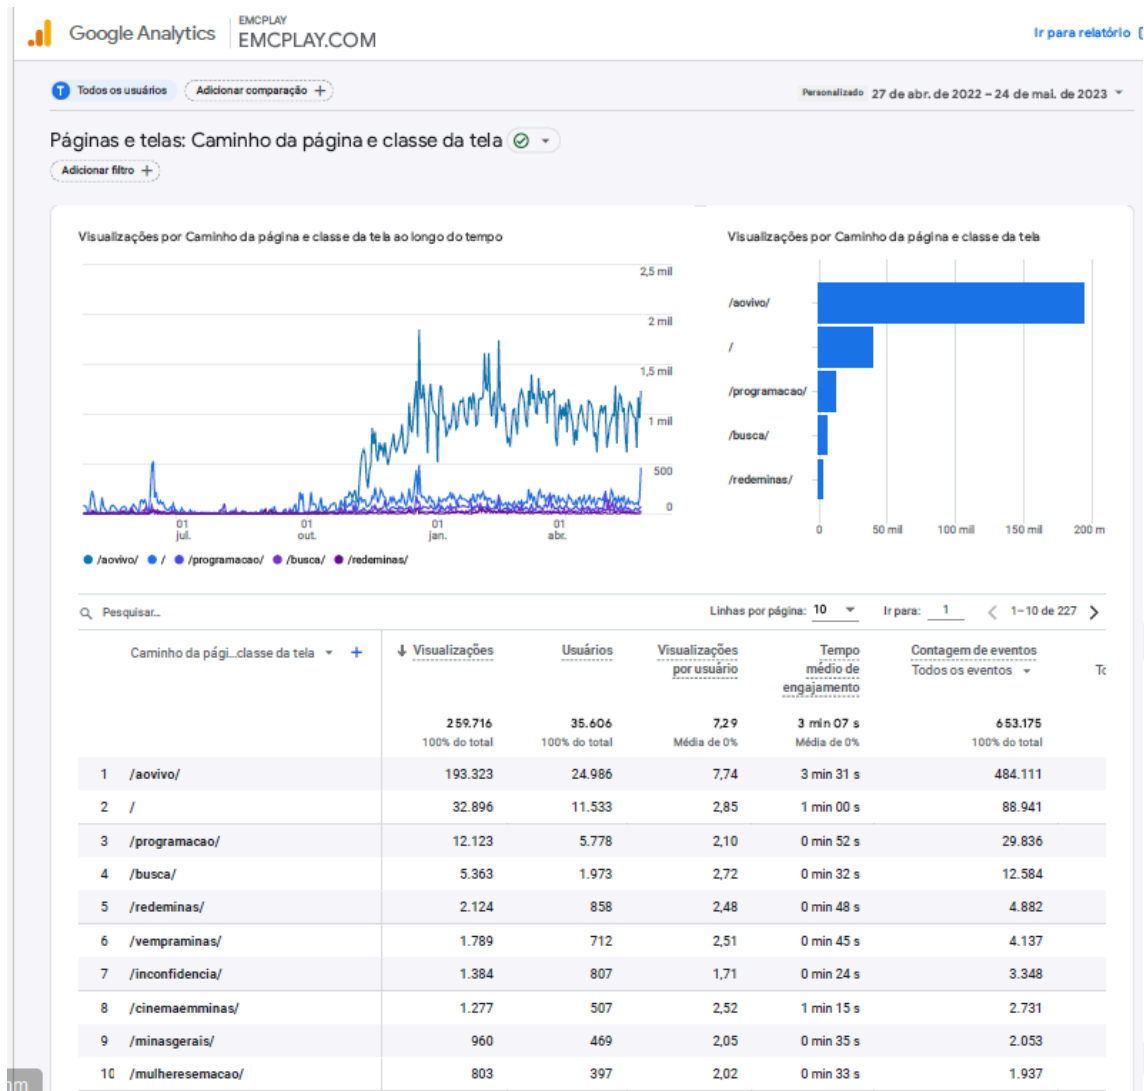 Google Analytics
EMCPLAY
EMCPLAY.COM
Ir para relatório
T Todos os usuários
Adicionar comparação +
Personalizado 27 de abr. de 2022 – 24 de mai. de 2023
Páginas e telas: Caminho da página e classe da tela
Adicionar filtro +
Visualizações por Caminho da página e classe da tela ao longo do tempo
2,5 mil
2 mil
1,5 mil
1 mil
500
0
01 jul.
01 out.
01 jan.
01 abr.
/aovivo/ / /programacao/ /busca/ /redeminas/
Visualizações por Caminho da página e classe da tela
/aovivo/
/
/programacao/
/busca/
/redeminas/
0 50 mil 100 mil 150 mil 200 m
Pesquisar...
Linhas por página: 10 Ir para: 1 < 1–10 de 227 >
Caminho da pági...classe da tela + ↓ Visualizações Usuários Visualizações por usuário Tempo médio de engajamento Contagem de eventos Todos os eventos To
259.716 35.606 7,29 3 min 07 s 653.175
100% do total 100% do total Média de 0% Média de 0% 100% do total
1 /aovivo/ 193.323 24.986 7,74 3 min 31 s 484.111
2 / 32.896 11.533 2,85 1 min 00 s 88.941
3 /programacao/ 12.123 5.778 2,10 0 min 52 s 29.836
4 /busca/ 5.363 1.973 2,72 0 min 32 s 12.584
5 /redeminas/ 2.124 858 2,48 0 min 48 s 4.882
6 /vempraminas/ 1.789 712 2,51 0 min 45 s 4.137
7 /inconfidencia/ 1.384 807 1,71 0 min 24 s 3.348
8 /cinemaemminas/ 1.277 507 2,52 1 min 15 s 2.731
9 /minasgerais/ 960 469 2,05 0 min 35 s 2.053
10 /mulheresemacao/ 803 397 2,02 0 min 33 s 1.937